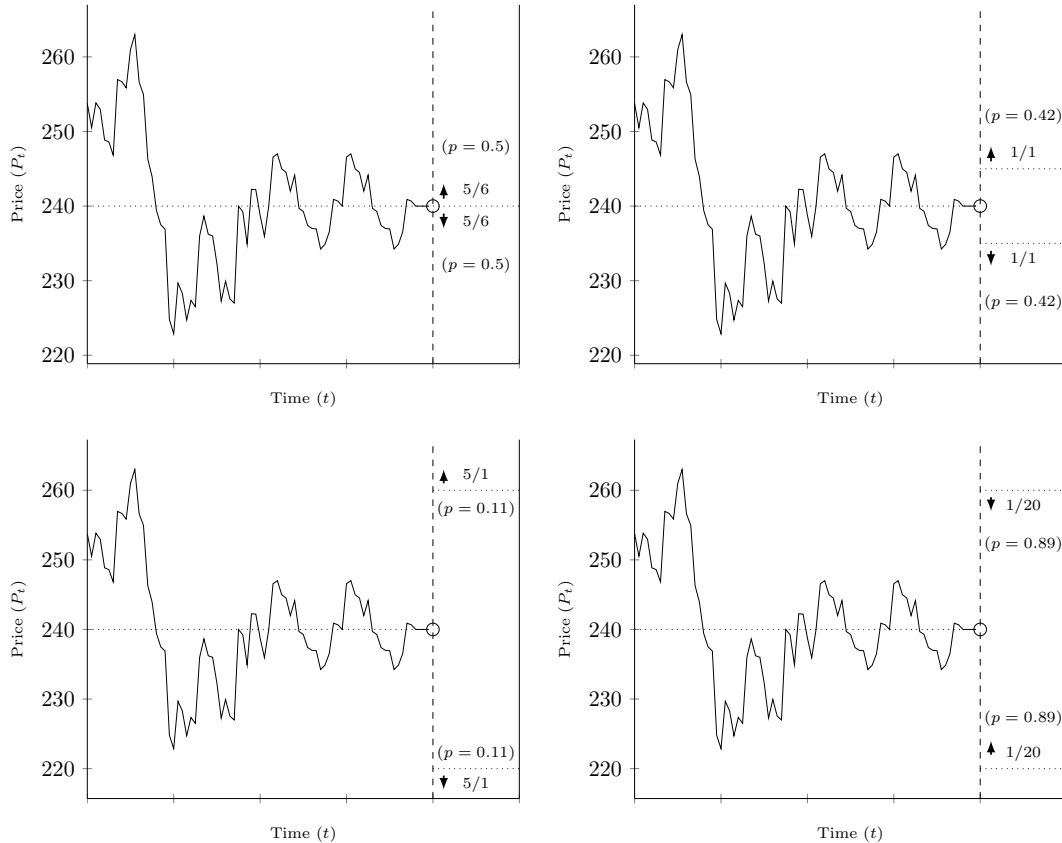 260
250
240
230
220
Price (P_t)
(p = 0.5)
5/6
5/6
(p = 0.5)
Time (t)
260
250
240
230
220
Price (P_t)
(p = 0.42)
1/1
1/1
(p = 0.42)
Time (t)
260
250
240
230
220
Price (P_t)
5/1
(p = 0.11)
(p = 0.11)
5/1
Time (t)
260
250
240
230
220
Price (P_t)
1/20
(p = 0.89)
(p = 0.89)
1/20
Time (t)